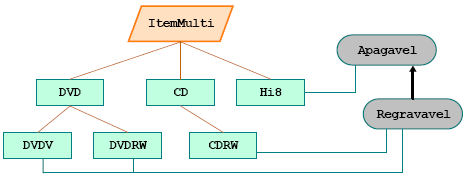 ItemMulti
Apagavel
DVD
CD
Hi8
Regravavel
DVDV
DVDRW
CDRW